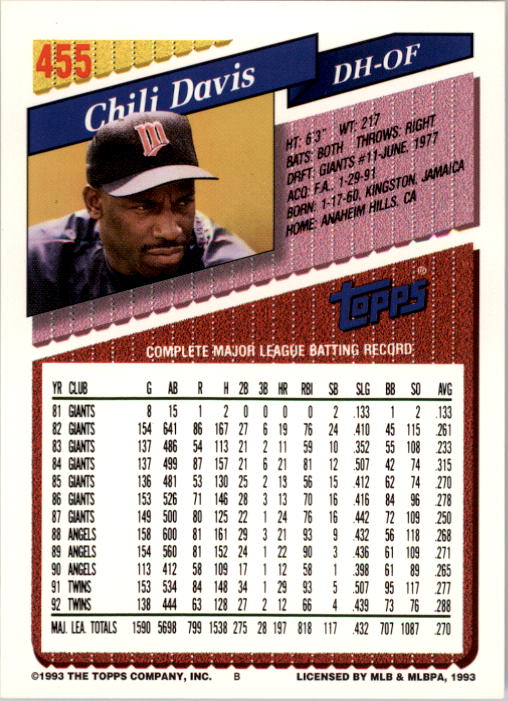 455
Chili Davis
DH-OF
HT: 6'3" WT: 217
BATS: BOTH THROWS: RIGHT
DRFT: GIANTS #11-JUNE, 1977
ACQ: F.A., 1-29-91
BORN: 1-17-60, KINGSTON, JAMAICA
HOME: ANAHEIM HILLS, CA
TOPPS®
COMPLETE MAJOR LEAGUE BATTING RECORD
YR CLUB G AB R H 2B 3B HR RBI SB SLG BB SO AVG
81 GIANTS 8 15 1 2 0 0 0 0 2 .133 1 2 .133
82 GIANTS 154 641 86 167 27 6 19 76 24 .410 45 115 .261
83 GIANTS 137 486 54 113 21 2 11 59 10 .352 55 108 .233
84 GIANTS 137 499 87 157 21 6 21 81 12 .507 42 74 .315
85 GIANTS 136 481 53 130 25 2 13 56 15 .412 62 74 .270
86 GIANTS 153 526 71 146 28 3 13 70 16 .416 84 96 .278
87 GIANTS 149 500 80 125 22 1 24 76 16 .442 72 109 .250
88 ANGELS 158 600 81 161 29 3 21 93 9 .432 56 118 .268
89 ANGELS 154 560 81 152 24 1 22 90 3 .436 61 109 .271
90 ANGELS 113 412 58 109 17 1 12 58 1 .398 61 89 .265
91 TWINS 153 534 84 148 34 1 29 93 5 .507 95 117 .277
92 TWINS 138 444 63 128 27 2 12 66 4 .439 73 76 .288
MAJ. LEA. TOTALS 1590 5698 799 1538 275 28 197 818 117 .432 707 1087 .270
©1993 THE TOPPS COMPANY, INC. B LICENSED BY MLB & MLBPA, 1993